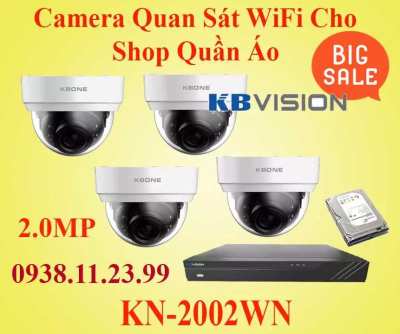 Camera Quan Sát WiFi Cho
Shop Quần Áo
BIG
SALE
KBVISION
KBONE
KBONE
KBONE
KBONE
2.0MP
0938.11.23.99
KN-2002WN